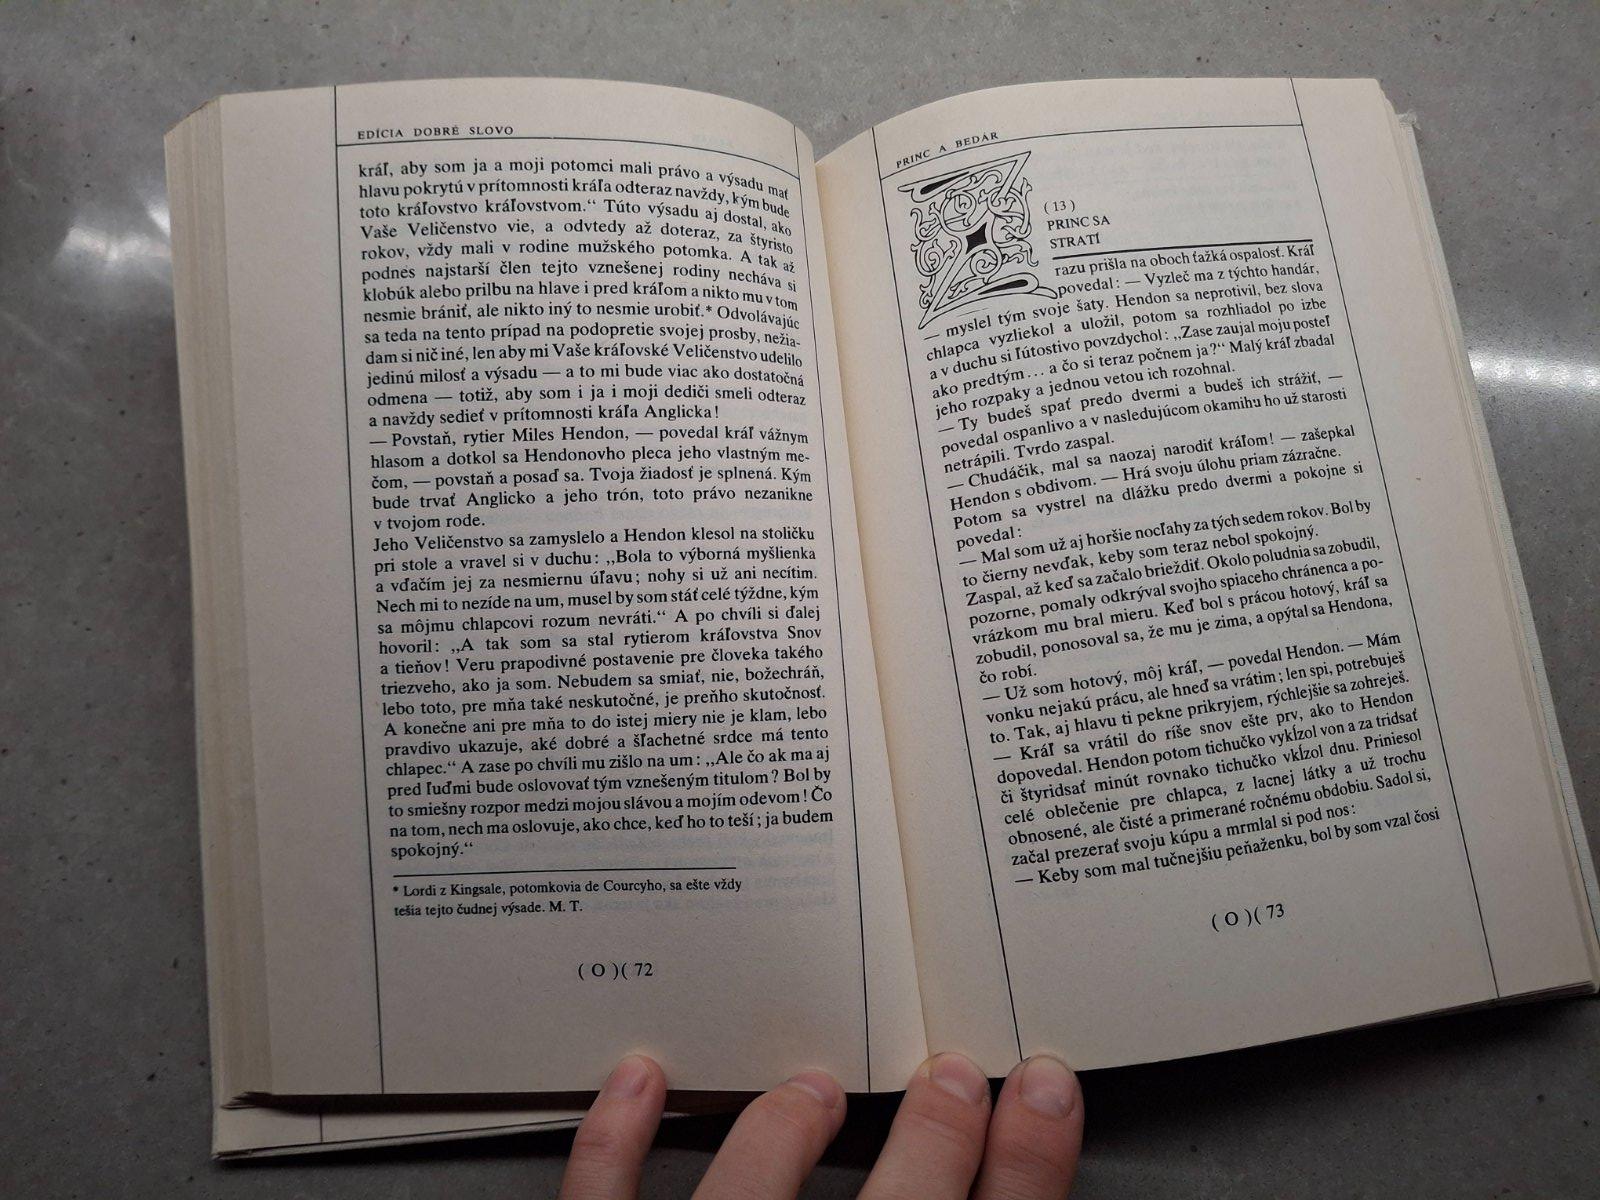 EDÍCIA DOBRÉ SLOVO
kráľ, aby som ja a moji potomci mali právo a výsadu mať
hlavu pokrytú v prítomnosti kráľa odteraz navždy, kým bude
toto kráľovstvo kráľovstvom.“ Túto výsadu aj dostal, ako
Vaše Veličenstvo vie, a odvtedy až doteraz, za štyristo
rokov, vždy mali v rodine mužského potomka. A tak až
podnes najstarší člen tejto vznešenej rodiny necháva si
klobúk alebo prilbu na hlave i pred kráľom a nikto mu v tom
nesmie brániť, ale nikto iný to nesmie urobiť.* Odvolávajúc
sa teda na tento prípad na podopretie svojej prosby, nežia-
dam si nič iné, len aby mi Vaše kráľovské Veličenstvo udelilo
jedinú milosť a výsadu — a to mi bude viac ako dostatočná
odmena — totiž, aby som i ja i moji dediči smeli odteraz
a navždy sedieť v prítomnosti kráľa Anglicka!
— Povstaň, rytier Miles Hendon, — povedal kráľ vážnym
hlasom a dotkol sa Hendonovho pleca jeho vlastným me-
čom, — povstaň a posaď sa. Tvoja žiadosť je splnená. Kým
bude trvať Anglicko a jeho trón, toto právo nezanikne
v tvojom rode.
Jeho Veličenstvo sa zamyslelo a Hendon klesol na stoličku
pri stole a vravel si v duchu: „Bola to výborná myšlienka
a vďačím jej za nesmiernu úľavu; nohy si už ani necítim.
Nech mi to nezíde na um, musel by som stáť celé týždne, kým
sa môjmu chlapcovi rozum nevráti.“ A po chvíli si ďalej
hovoril: „A tak som sa stal rytierom kráľovstva Snov
a tieňov! Veru prapodivné postavenie pre človeka takého
triezveho, ako ja som. Nebudem sa smiať, nie, božechráň,
lebo toto, pre mňa také neskutočné, je preňho skutočnosť.
A konečne ani pre mňa to do istej miery nie je klam, lebo
pravdivo ukazuje, aké dobré a šľachetné srdce má tento
chlapec.“ A zase po chvíli mu zišlo na um: „Ale čo ak ma aj
pred ľuďmi bude oslovovať tým vznešeným titulom? Bol by
to smiešny rozpor medzi mojou slávou a mojím odevom! Čo
na tom, nech ma oslovuje, ako chce, keď ho to teší; ja budem
spokojný.“
* Lordi z Kingsale, potomkovia de Courcyho, sa ešte vždy
tešia tejto čudnej výsade. M. T.
( O )( 72
PRINC A BEDÁR
( 13 )
PRINC SA
STRATÍ
Z
razu prišla na oboch ťažká ospalosť. Kráľ
povedal: — Vyzleč ma z týchto handár,
— myslel tým svoje šaty. Hendon sa neprotivil, bez slova
chlapca vyzliekol a uložil, potom sa rozhliadol po izbe
a v duchu si ľútostivo povzdychol: „Zase zaujal moju posteľ
ako predtým... a čo si teraz počnem ja?“ Malý kráľ zbadal
jeho rozpaky a jednou vetou ich rozohnal.
— Ty budeš spať predo dvermi a budeš ich strážiť, —
povedal ospanlivo a v nasledujúcom okamihu ho už starosti
netrápili. Tvrdo zaspal.
— Chudáčik, mal sa naozaj narodiť kráľom! — zašepkal
Hendon s obdivom. — Hrá svoju úlohu priam zázračne.
Potom sa vystrel na dlážku predo dvermi a pokojne si
povedal:
— Mal som už aj horšie nocľahy za tých sedem rokov. Bol by
to čierny nevďak, keby som teraz nebol spokojný.
Zaspal, až keď sa začalo briežďiť. Okolo poludnia sa zobudil,
pozorne, pomaly odkrýval svojho spiaceho chránenca a po-
vrázkom mu bral mieru. Keď bol s prácou hotový, kráľ sa
zobudil, ponosoval sa, že mu je zima, a opýtal sa Hendona,
čo robí.
— Už som hotový, môj kráľ, — povedal Hendon. — Mám
vonku nejakú prácu, ale hneď sa vrátim; len spi, potrebuješ
to. Tak, aj hlavu ti pekne prikryjem, rýchlejšie sa zohreješ.
— Kráľ sa vrátil do ríše snov ešte prv, ako to Hendon
dopovedal. Hendon potom tichučko vykĺzol von a za tridsať
či štyridsať minút rovnako tichučko vkĺzol dnu. Priniesol
celé oblečenie pre chlapca, z lacnej látky a už trochu
obnosené, ale čisté a primerané ročnému obdobiu. Sadol si,
začal prezerať svoju kúpu a mrmlal si pod nos:
— Keby som mal tučnejšiu peňaženku, bol by som vzal čosi
( O )( 73